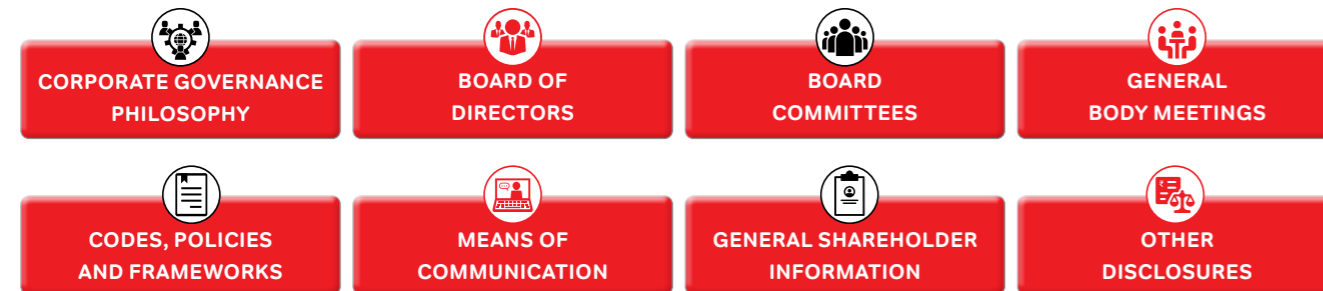 CORPORATE GOVERNANCE
PHILOSOPHY
BOARD OF
DIRECTORS
BOARD
COMMITTEES
GENERAL
BODY MEETINGS
CODES, POLICIES
AND FRAMEWORKS
MEANS OF
COMMUNICATION
GENERAL SHAREHOLDER
INFORMATION
OTHER
DISCLOSURES